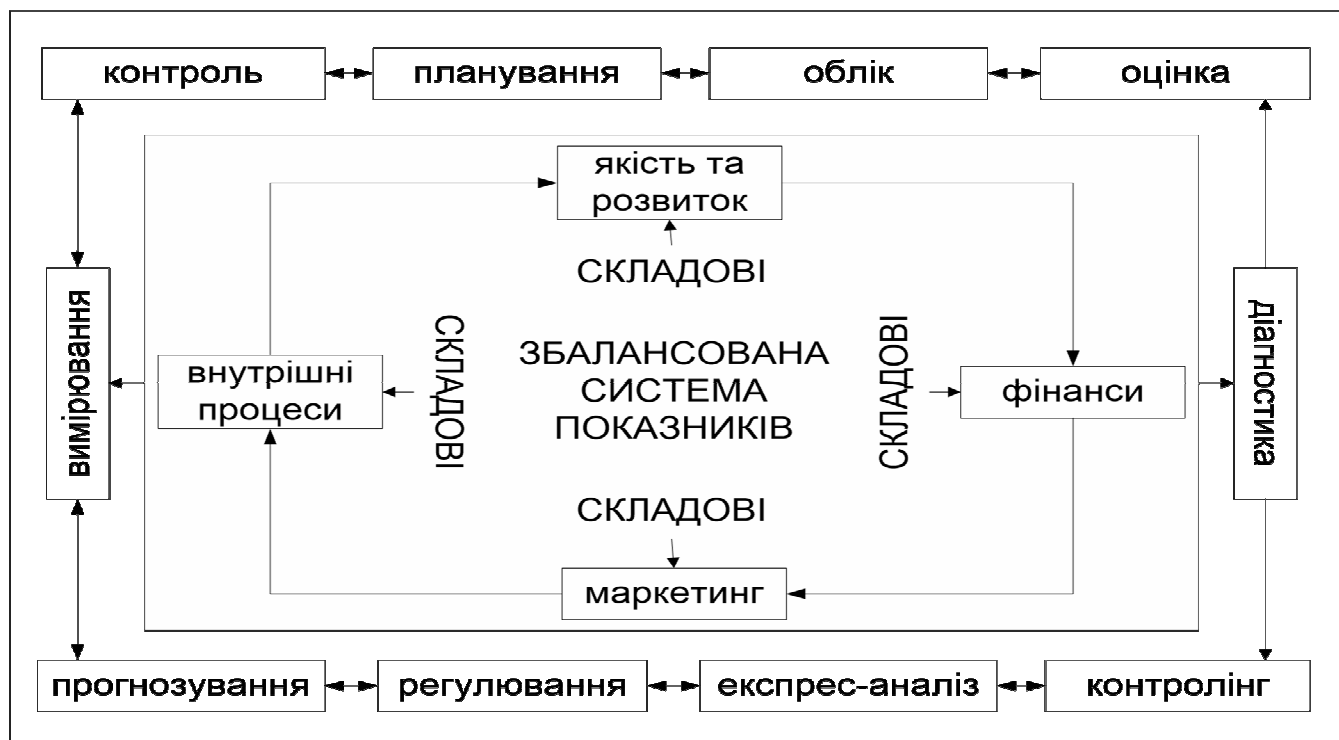 контроль
планування
облік
оцінка
якість та
розвиток
СКЛАДОВІ
вимірювання
внутрішні
процеси
СКЛАДОВІ
ЗБАЛАНСОВАНА
СИСТЕМА
ПОКАЗНИКІВ
СКЛАДОВІ
фінанси
діагностика
СКЛАДОВІ
маркетинг
прогнозування
регулювання
експрес-аналіз
контролінг